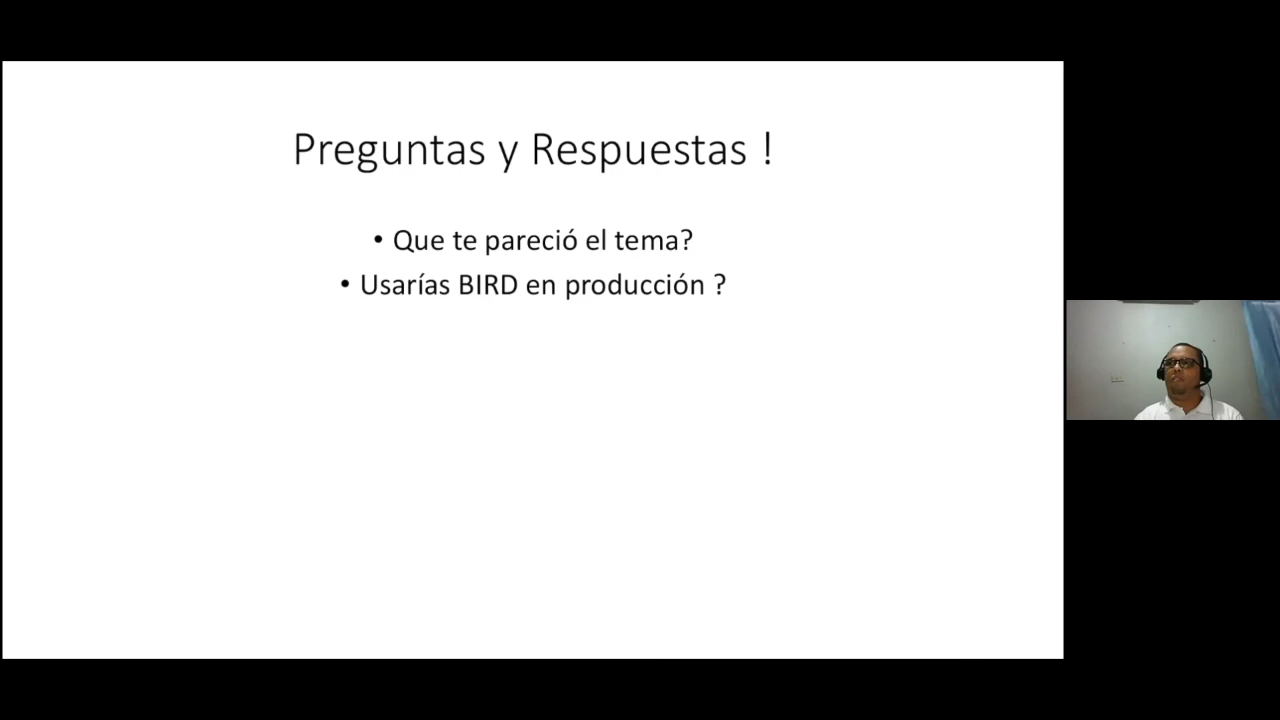 Preguntas y Respuestas !
• Que te pareció el tema?
• Usarías BIRD en producción ?